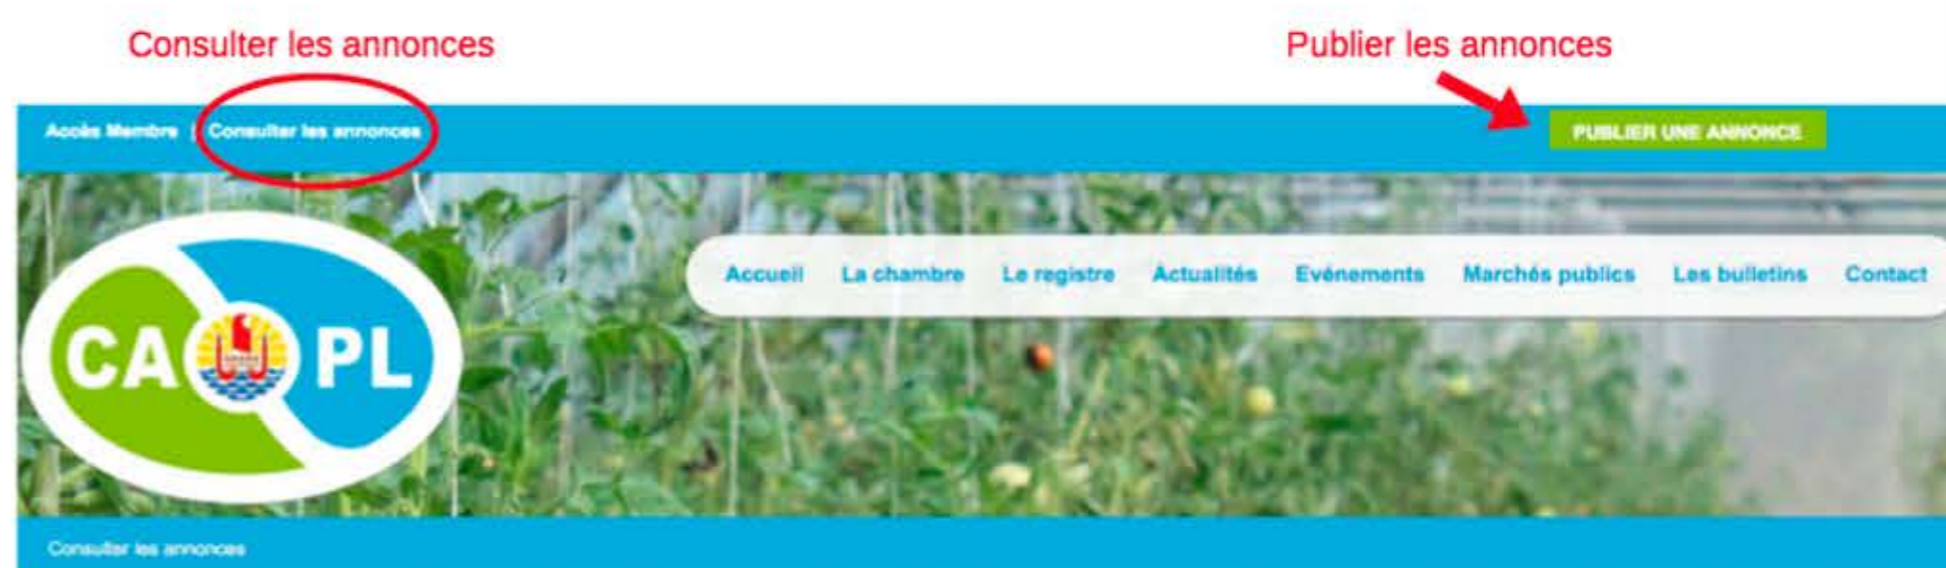 Consulter les annonces
Publier les annonces
Accès Membre | Consulter les annonces
PUBLIER UNE ANNONCE
Accueil La chambre Le registre Actualités Evénements Marchés publics Les bulletins Contact
CA PL
Consulter les annonces